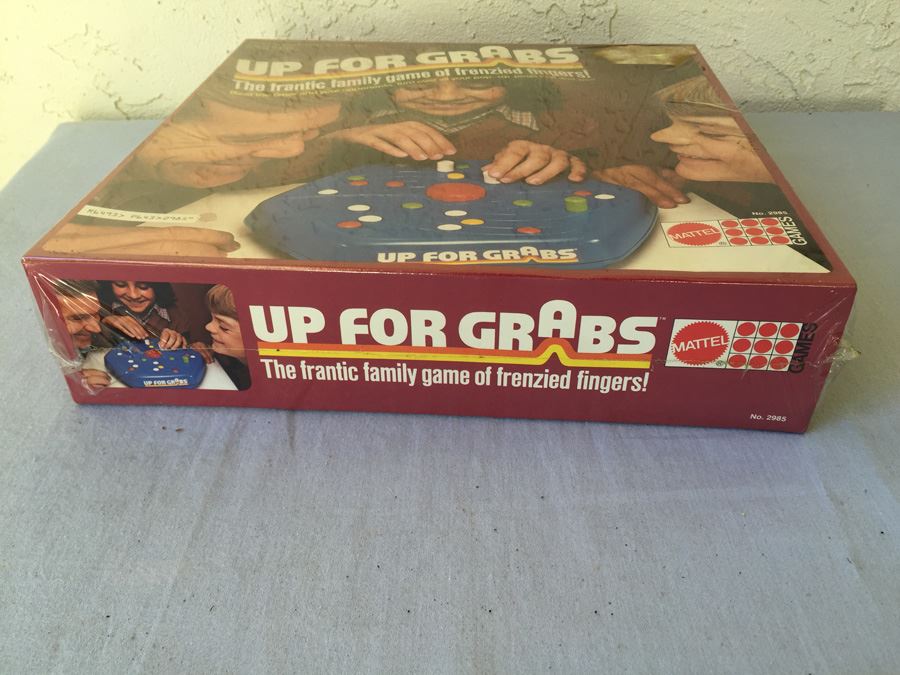 UP FOR GRABS
The frantic family game of frenzied fingers!
No. 2985
MATTEL ®
GAMES
UP FOR GRABS
UP FOR GRABS™
The frantic family game of frenzied fingers!
MATTEL ®
GAMES
UP FOR GRABS
No. 2985